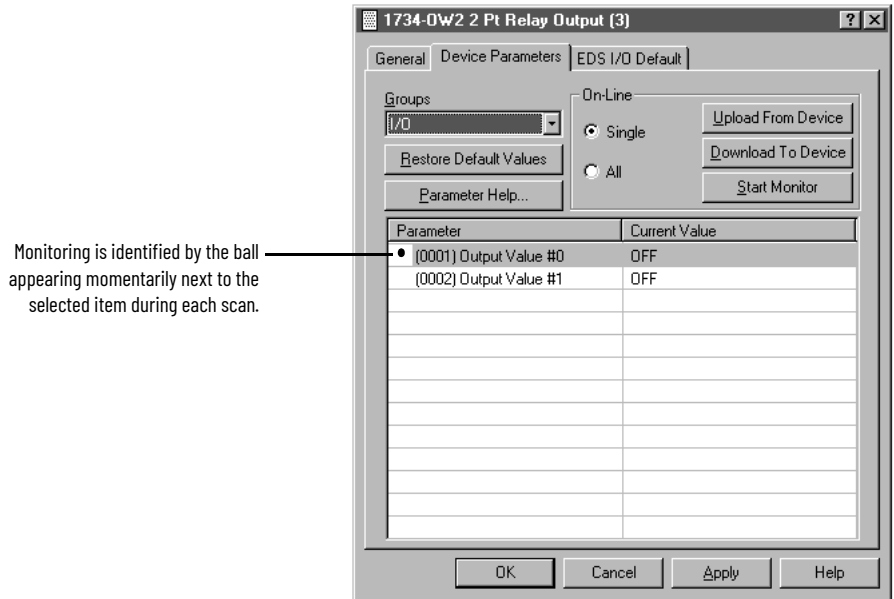 1734-OW2 2 Pt Relay Output (3)
General
Device Parameters
EDS I/O Default
Groups
I/O
Restore Default Values
Parameter Help...
On-Line
Single
All
Upload From Device
Download To Device
Start Monitor
Parameter
Current Value
(0001) Output Value #0
OFF
(0002) Output Value #1
OFF
Monitoring is identified by the ball
appearing momentarily next to the
selected item during each scan.
OK
Cancel
Apply
Help